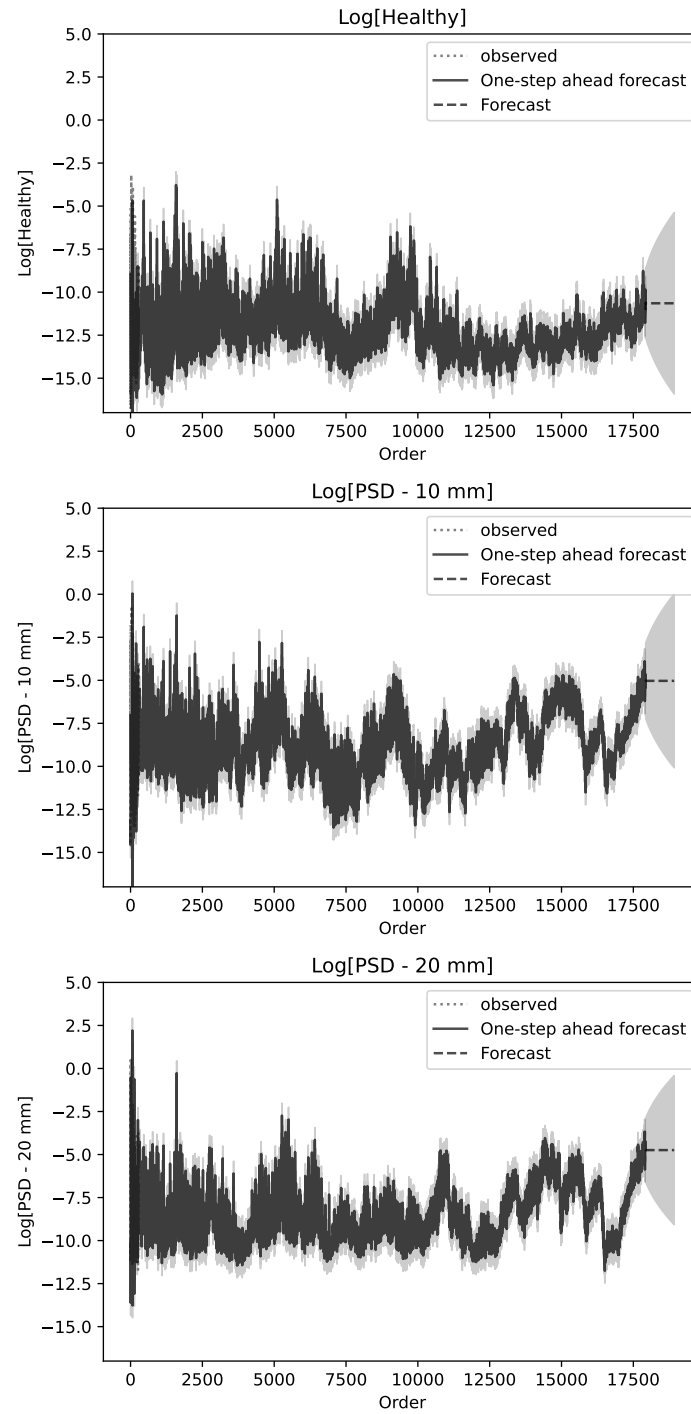 Log[Healthy]
5.0
2.5
0.0
−2.5
−5.0
−7.5
−10.0
−12.5
−15.0
Log[Healthy]
observed
One-step ahead forecast
Forecast
0 2500 5000 7500 10000 12500 15000 17500
Order
Log[PSD - 10 mm]
5.0
2.5
0.0
−2.5
−5.0
−7.5
−10.0
−12.5
−15.0
Log[PSD - 10 mm]
observed
One-step ahead forecast
Forecast
0 2500 5000 7500 10000 12500 15000 17500
Order
Log[PSD - 20 mm]
5.0
2.5
0.0
−2.5
−5.0
−7.5
−10.0
−12.5
−15.0
Log[PSD - 20 mm]
observed
One-step ahead forecast
Forecast
0 2500 5000 7500 10000 12500 15000 17500
Order